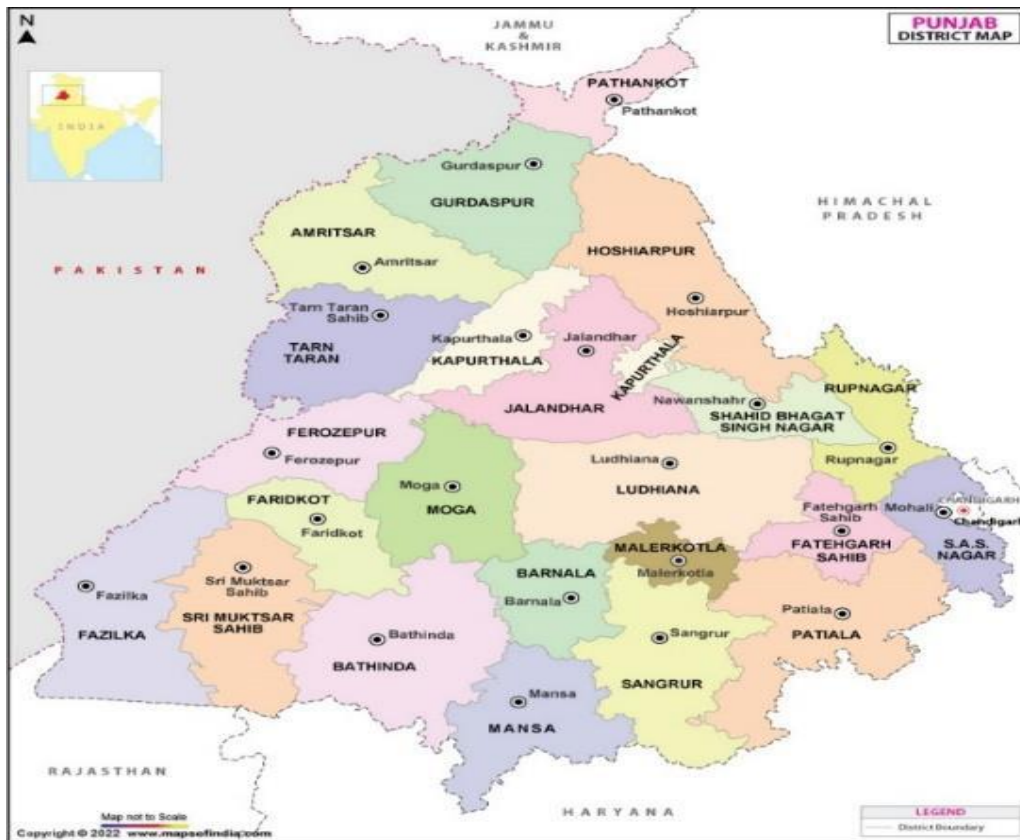 N
JAMMU
&
KASHMIR
PUNJAB
DISTRICT MAP
INDIA
PATHANKOT
Pathankot
Gurdaspur
GURDASPUR
HIMACHAL
PRADESH
AMRITSAR
Amritsar
HOSHIARPUR
Hoshiarpur
PAKISTAN
Tarn Taran
Sahib
TARN
TARAN
Kapurthala
KAPURTHALA
Jalandhar
KAPURTHALA
JALANDHAR
RUPNAGAR
Nawanshahr
SHAHID BHAGAT
SINGH NAGAR
Rupnagar
FEROZEPUR
Ferozepur
Moga
MOGA
Ludhiana
LUDHIANA
FARIDKOT
Faridkot
Fatehgarh
Sahib
FATEHGARH
SAHIB
Mohali
CHANDIGARH
Chandigarh
S.A.S.
NAGAR
MALERKOTLA
Malerkotla
BARNALA
Barnala
Fazilka
FAZILKA
Sri Muktsar
Sahib
SRI MUKTSAR
SAHIB
Bathinda
BATHINDA
Sangrur
SANGRUR
Patiala
PATIALA
Mansa
MANSA
RAJASTHAN
HARYANA
Map not to Scale
Copyright © 2022 www.mapsofindia.com
LEGEND
District Boundary